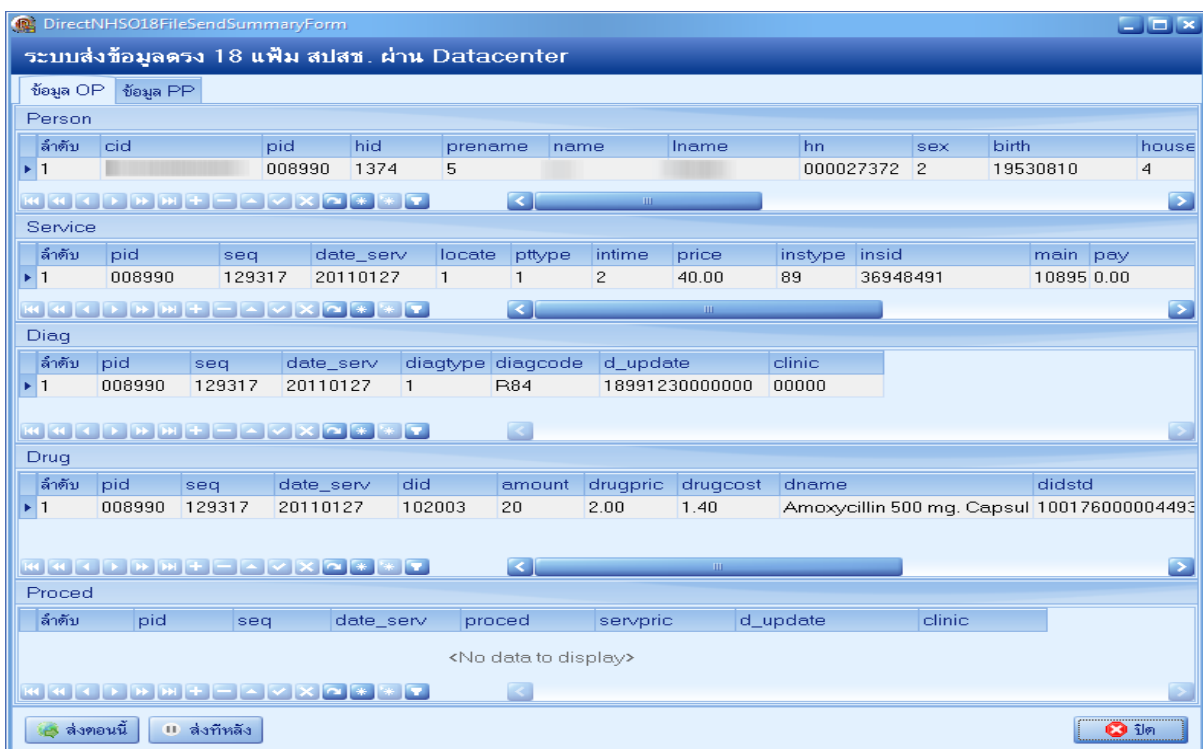 DirectNHSO18FileSendSummaryForm
ระบบส่งข้อมูลตรง 18 แฟ้ม สปสช. ผ่าน Datacenter
ข้อมูล OP ข้อมูล PP
Person
ลำดับ cid pid hid prename name lname hn sex birth house
1 008990 1374 5 000027372 2 19530810 4
Service
ลำดับ pid seq date_serv locate pttype intime price instype insid main pay
1 008990 129317 20110127 1 1 2 40.00 89 36948491 10895 0.00
Diag
ลำดับ pid seq date_serv diagtype diagcode d_update clinic
1 008990 129317 20110127 1 R84 18991230000000 00000
Drug
ลำดับ pid seq date_serv did amount drugpric drugcost dname didstd
1 008990 129317 20110127 102003 20 2.00 1.40 Amoxycillin 500 mg. Capsul 100176000004493
Proced
ลำดับ pid seq date_serv proced servpric d_update clinic
<No data to display>
ส่งตอนนี้ ส่งทีหลัง ปิด